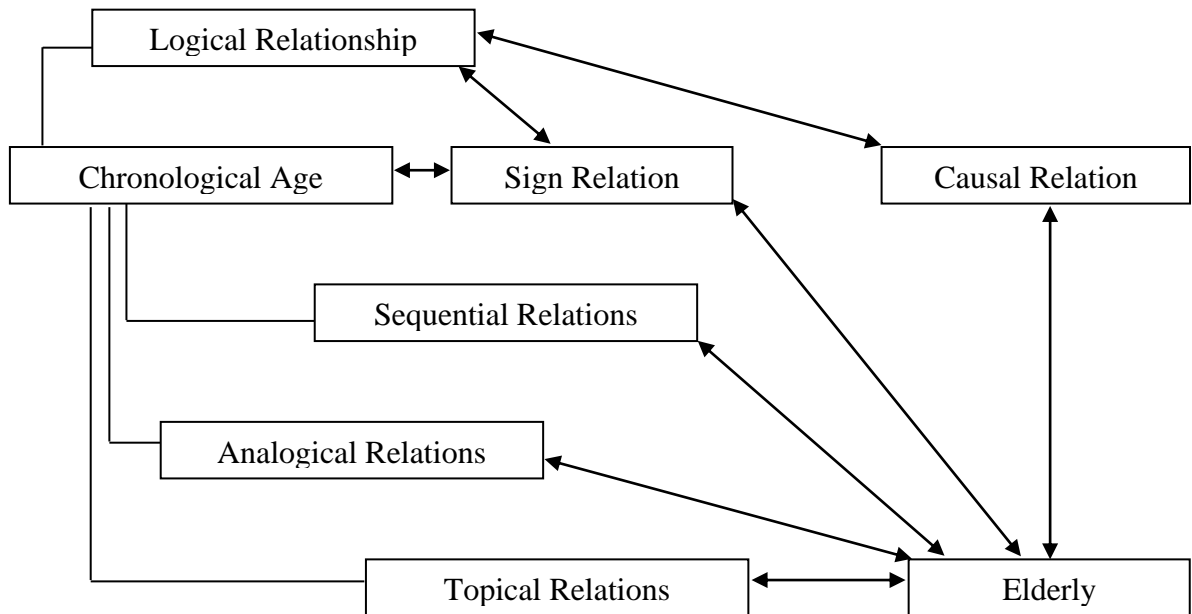 Logical Relationship
Chronological Age
Sign Relation
Causal Relation
Sequential Relations
Analogical Relations
Topical Relations
Elderly